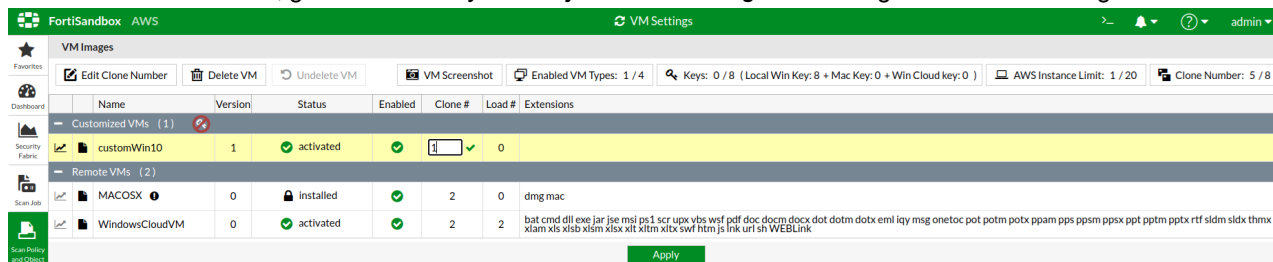 FortiSandbox AWS VM Settings >_ admin
VM Images
Favorites
Edit Clone Number Delete VM Undelete VM VM Screenshot Enabled VM Types: 1 / 4 Keys: 0 / 8 ( Local Win Key: 8 + Mac Key: 0 + Win Cloud key: 0 ) AWS Instance Limit: 1 / 20 Clone Number: 5 / 8
Dashboard
Name Version Status Enabled Clone # Load # Extensions
Customized VMs (1)
Security Fabric
customWin10 1 activated 1 0
Remote VMs (2)
Scan Job
MACOSX 0 installed 2 0 dmg mac
WindowsCloudVM 0 activated 2 2 bat cmd dll exe jar jse msi ps1 scr upx vbs wsf pdf doc docm docx dot dotm dotx eml iqy msg onetoc pot potm potx ppam pps ppsm ppsx ppt pptm pptx rtf sldm sldx thmx
xlam xls xlsb xlsm xlsx xlt xltm xltx swf htm js lnk url sh WEBLink
Scan Policy and Object
Apply